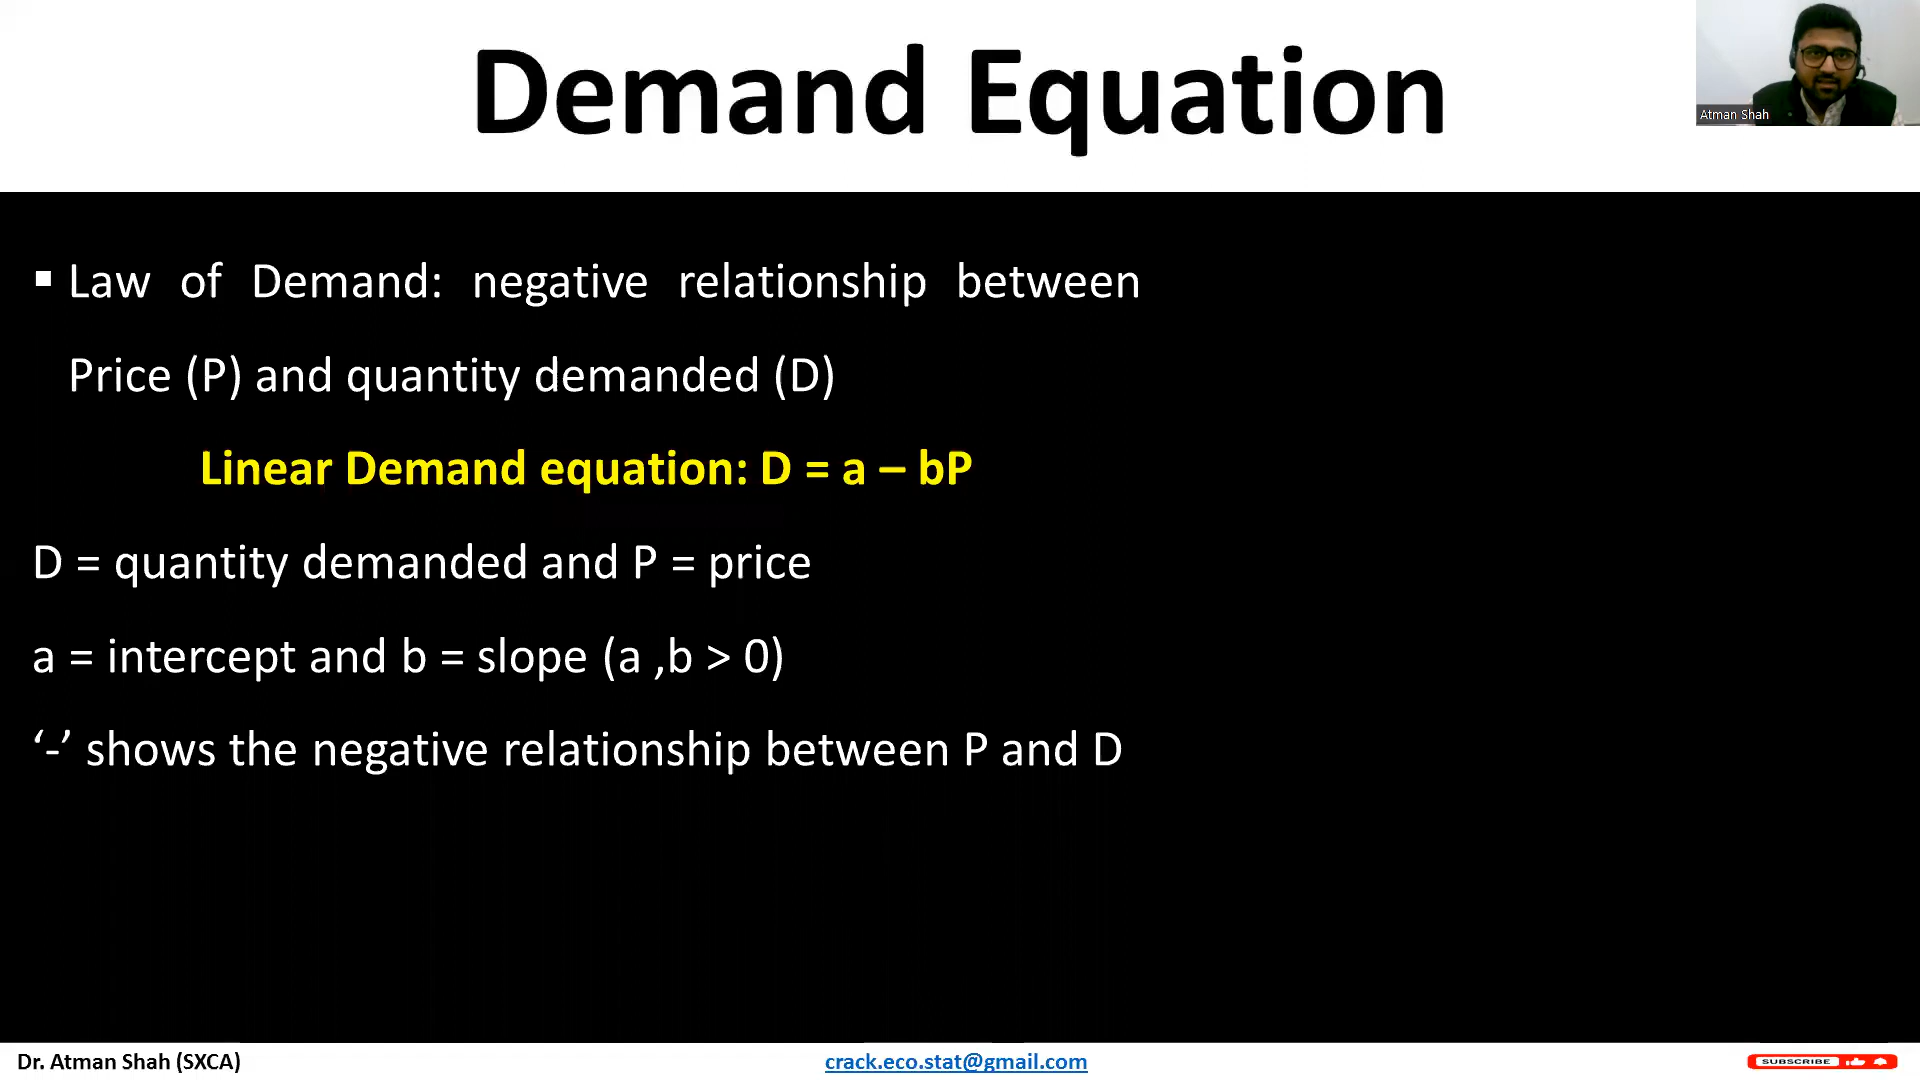 Demand Equation
Atman Shah
▪ Law of Demand: negative relationship between
Price (P) and quantity demanded (D)
Linear Demand equation: D = a – bP
D = quantity demanded and P = price
a = intercept and b = slope (a ,b > 0)
‘-’ shows the negative relationship between P and D
Dr. Atman Shah (SXCA)
crack.eco.stat@gmail.com
SUBSCRIBE